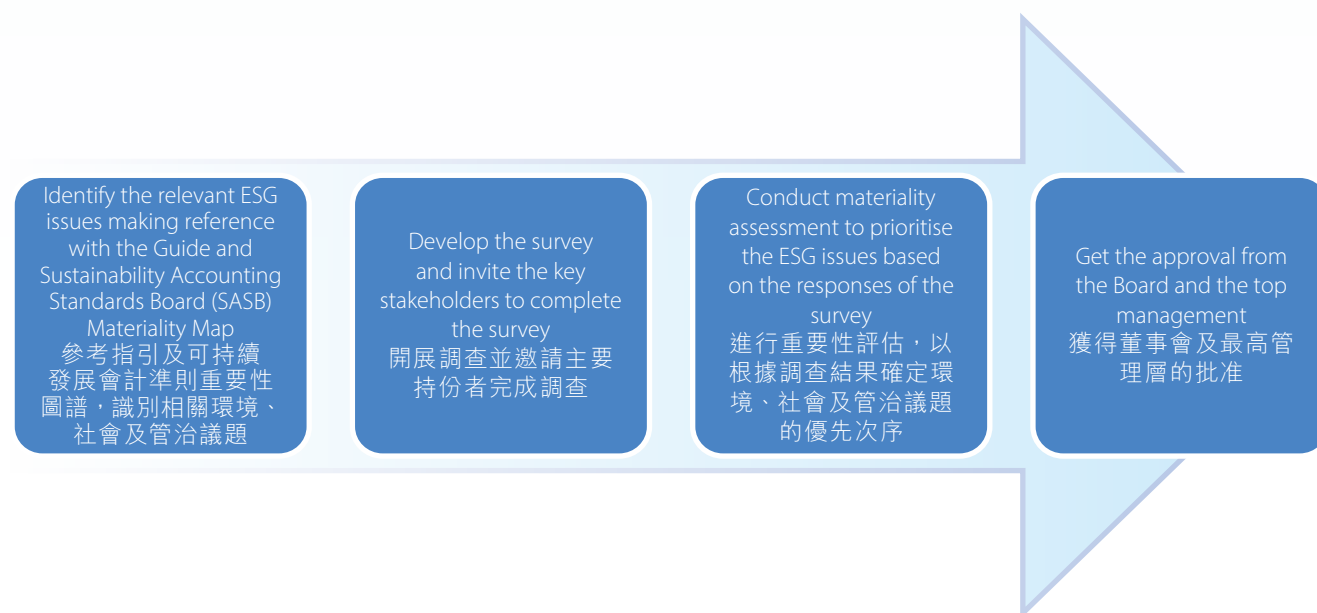 Identify the relevant ESG
issues making reference
with the Guide and
Sustainability Accounting
Standards Board (SASB)
Materiality Map
參考指引及可持續
發展會計準則重要性
圖譜，識別相關環境、
社會及管治議題
Develop the survey
and invite the key
stakeholders to complete
the survey
開展調查並邀請主要
持份者完成調查
Conduct materiality
assessment to prioritise
the ESG issues based
on the responses of the
survey
進行重要性評估，以
根據調查結果確定環
境、社會及管治議題
的優先次序
Get the approval from
the Board and the top
management
獲得董事會及最高管
理層的批准